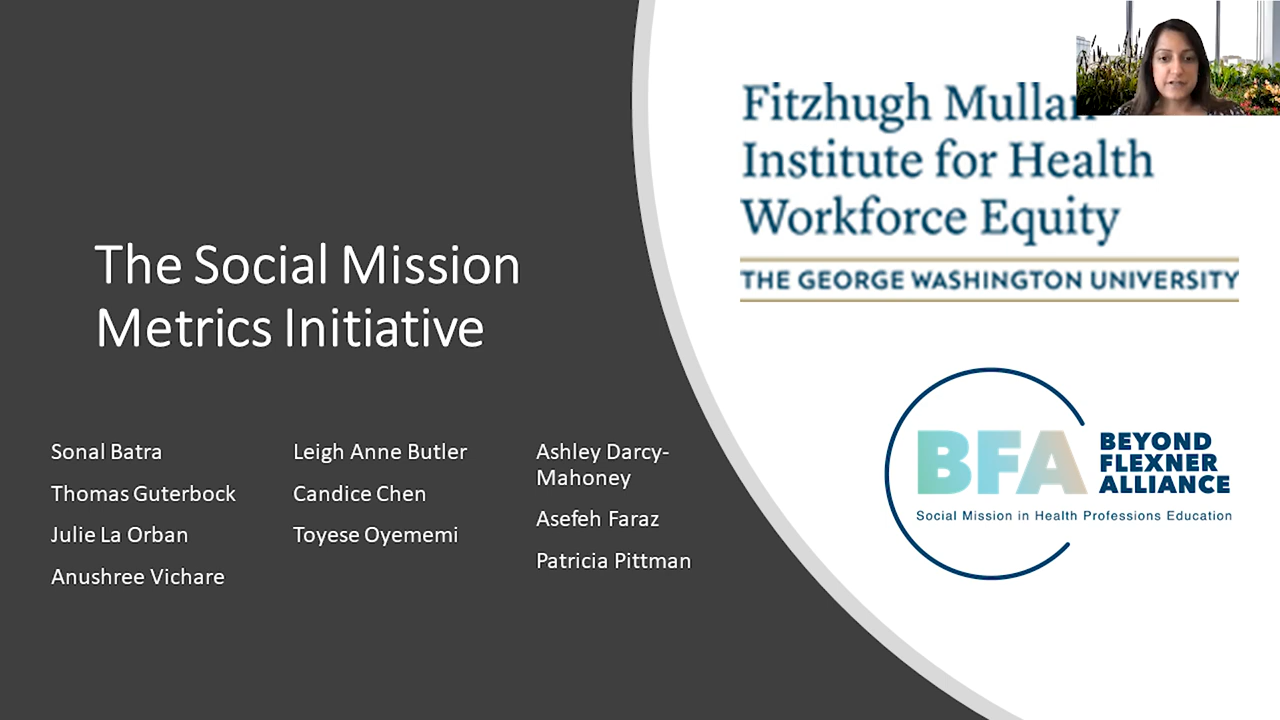 The Social Mission
Metrics Initiative
Sonal Batra
Thomas Guterbock
Julie La Orban
Anushree Vichare
Leigh Anne Butler
Candice Chen
Toyese Oyememi
Ashley Darcy-
Mahoney
Asefeh Faraz
Patricia Pittman
Fitzhugh Mullan
Institute for Health
Workforce Equity
THE GEORGE WASHINGTON UNIVERSITY
BFA
BEYOND
FLEXNER
ALLIANCE
Social Mission in Health Professions Education